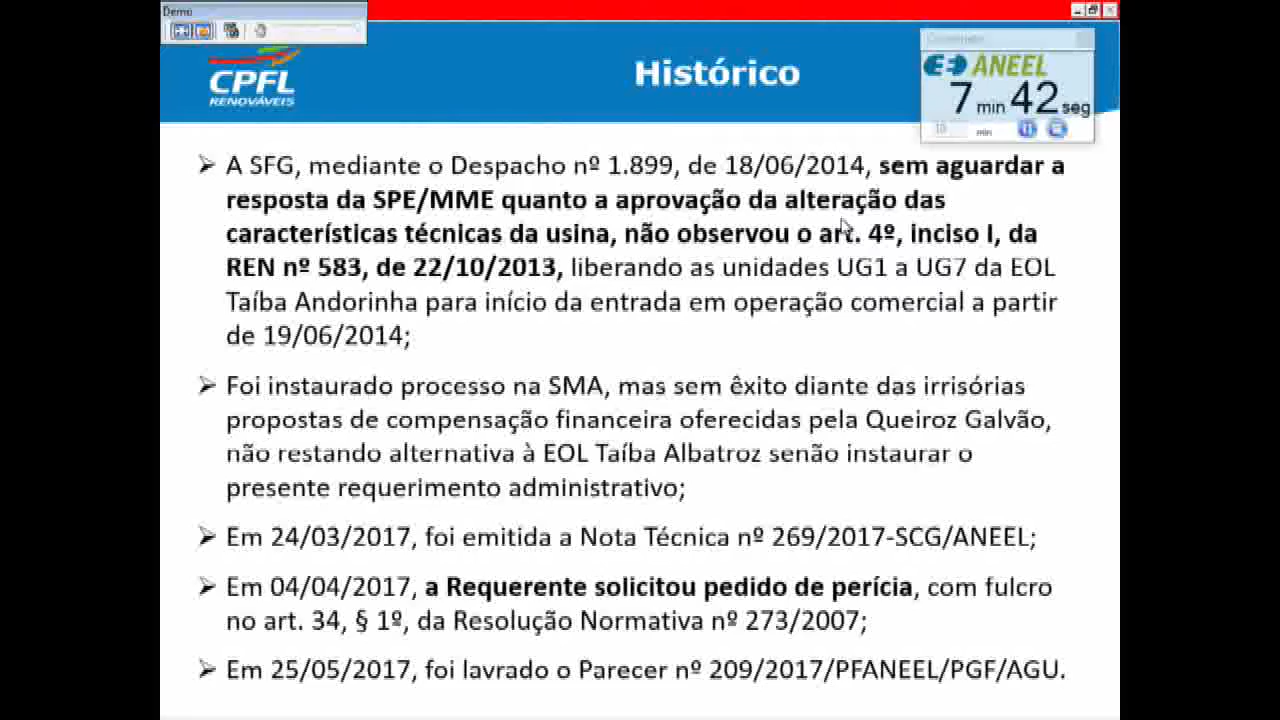 Demo
CPFL
RENOVÁVEIS
Histórico
ANEEL
7 min 42 seg
10 min
A SFG, mediante o Despacho nº 1.899, de 18/06/2014, sem aguardar a
resposta da SPE/MME quanto a aprovação da alteração das
características técnicas da usina, não observou o art. 4º, inciso I, da
REN nº 583, de 22/10/2013, liberando as unidades UG1 a UG7 da EOL
Taíba Andorinha para início da entrada em operação comercial a partir
de 19/06/2014;
Foi instaurado processo na SMA, mas sem êxito diante das irrisórias
propostas de compensação financeira oferecidas pela Queiroz Galvão,
não restando alternativa à EOL Taíba Albatroz senão instaurar o
presente requerimento administrativo;
Em 24/03/2017, foi emitida a Nota Técnica nº 269/2017-SCG/ANEEL;
Em 04/04/2017, a Requerente solicitou pedido de perícia, com fulcro
no art. 34, § 1º, da Resolução Normativa nº 273/2007;
Em 25/05/2017, foi lavrado o Parecer nº 209/2017/PFANEEL/PGF/AGU.